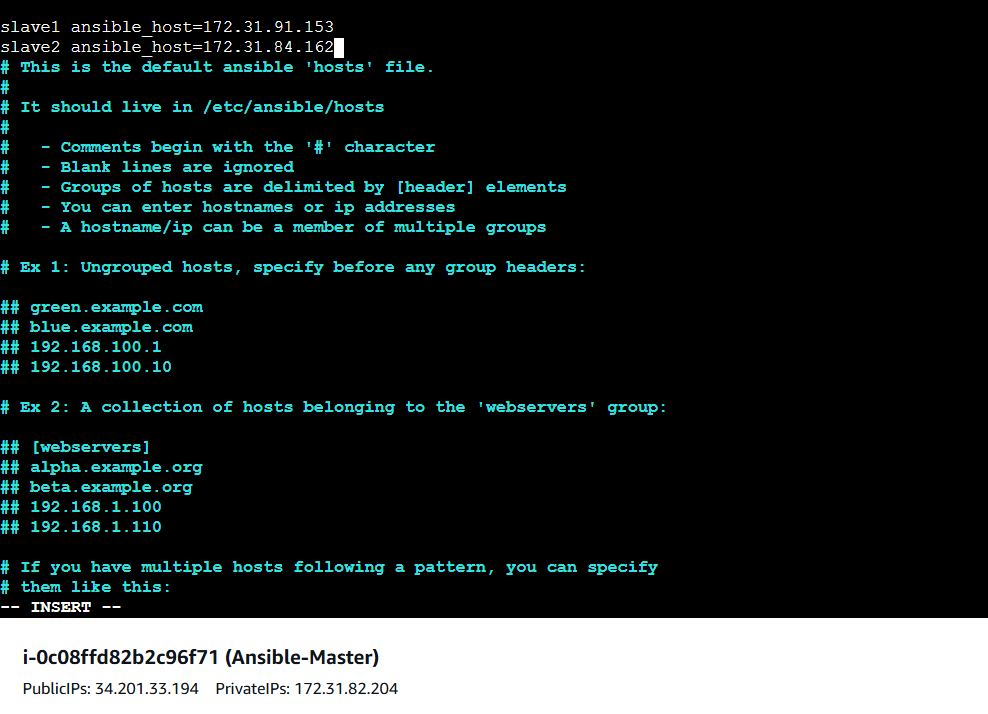 slave1 ansible_host=172.31.91.153
slave2 ansible_host=172.31.84.162
# This is the default ansible 'hosts' file.
#
# It should live in /etc/ansible/hosts
#
#   - Comments begin with the '#' character
#   - Blank lines are ignored
#   - Groups of hosts are delimited by [header] elements
#   - You can enter hostnames or ip addresses
#   - A hostname/ip can be a member of multiple groups
# Ex 1: Ungrouped hosts, specify before any group headers:
## green.example.com
## blue.example.com
## 192.168.100.1
## 192.168.100.10
# Ex 2: A collection of hosts belonging to the 'webservers' group:
## [webservers]
## alpha.example.org
## beta.example.org
## 192.168.1.100
## 192.168.1.110
# If you have multiple hosts following a pattern, you can specify
# them like this:
-- INSERT --
i-0c08ffd82b2c96f71 (Ansible-Master)
PublicIPs: 34.201.33.194 PrivateIPs: 172.31.82.204